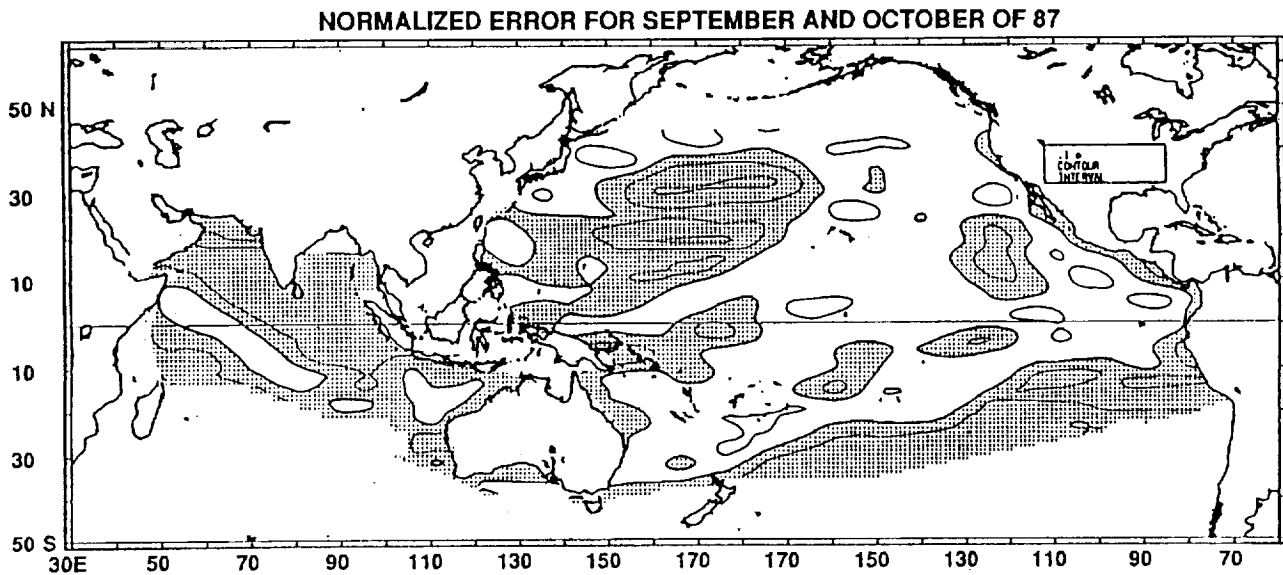 NORMALIZED ERROR FOR SEPTEMBER AND OCTOBER OF 87
50 N
30
10
10
30
50 S
.1
CONTOUR
INTERVAL
30E 50 70 90 110 130 150 170 170 150 130 110 90 70